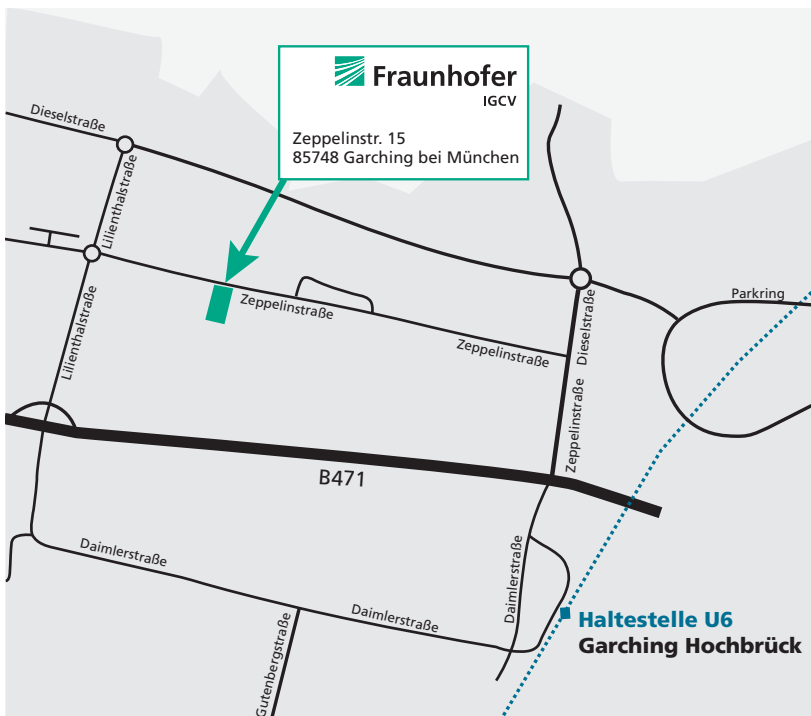 Fraunhofer
IGCV
Zeppelinstr. 15
85748 Garching bei München
Dieselstraße
Lilienthalstraße
Lilienthalstraße
Zeppelinstraße
Zeppelinstraße
Dieselstraße
Parkring
Zeppelinstraße
B471
Daimlerstraße
Daimlerstraße
Daimlerstraße
Gutenbergstraße
Haltestelle U6
Garching Hochbrück